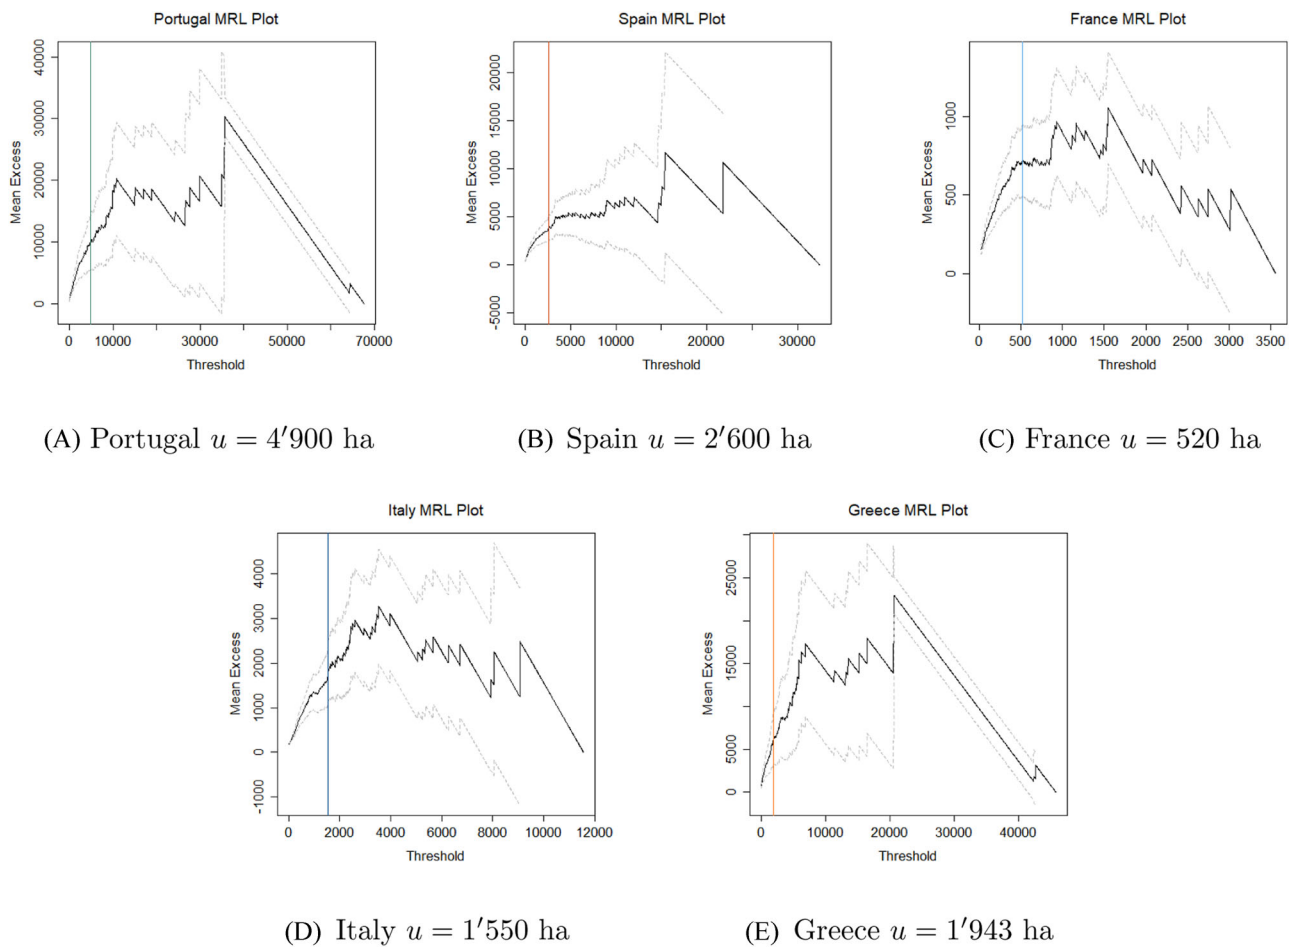 Portugal MRL Plot
Mean Excess
0 10000 20000 30000 40000
0 10000 30000 50000 70000
Threshold
(A) Portugal u = 4′900 ha
Spain MRL Plot
Mean Excess
-5000 0 5000 10000 15000 20000
0 5000 10000 20000 30000
Threshold
(B) Spain u = 2′600 ha
France MRL Plot
Mean Excess
0 500 1000
0 500 1000 1500 2000 2500 3000 3500
Threshold
(C) France u = 520 ha
Italy MRL Plot
Mean Excess
-1000 0 1000 2000 3000 4000
0 2000 4000 6000 8000 10000 12000
Threshold
(D) Italy u = 1′550 ha
Greece MRL Plot
Mean Excess
0 5000 15000 25000
0 10000 20000 30000 40000
Threshold
(E) Greece u = 1′943 ha